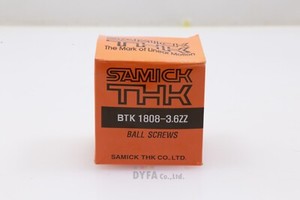 The Mark of Linear Motion
SAMICK
THK
BTK 1808-3.6ZZ
BALL SCREWS
SAMICK THK CO.,LTD.
DYFA Co.,Ltd.